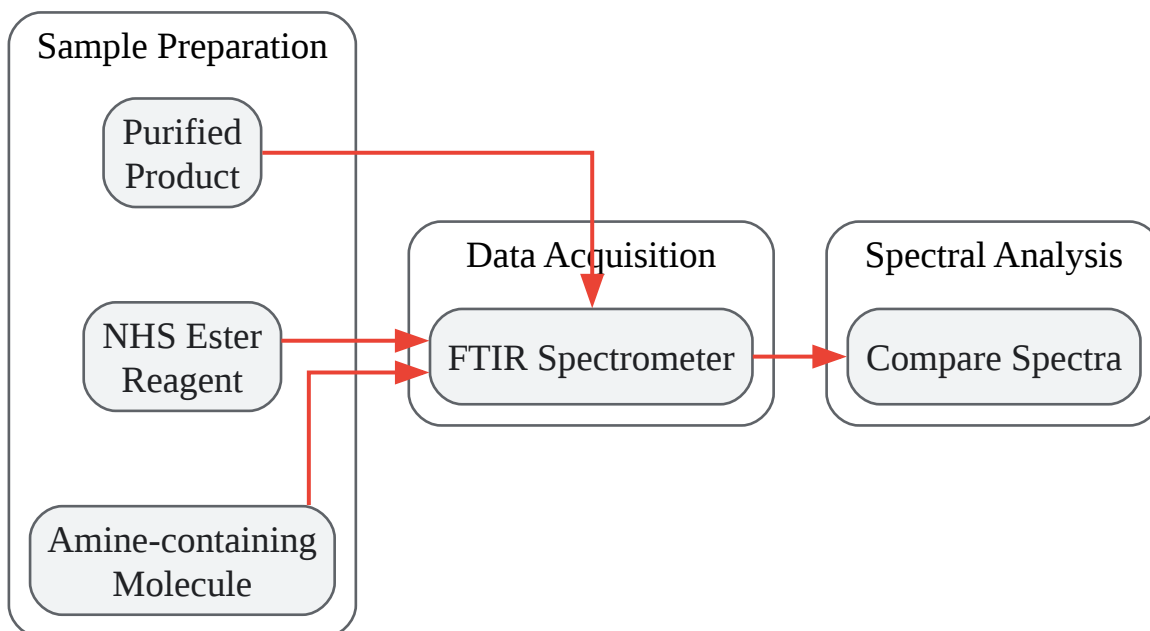 Sample Preparation
Purified
Product
NHS Ester
Reagent
Amine-containing
Molecule
Data Acquisition
FTIR Spectrometer
Spectral Analysis
Compare Spectra